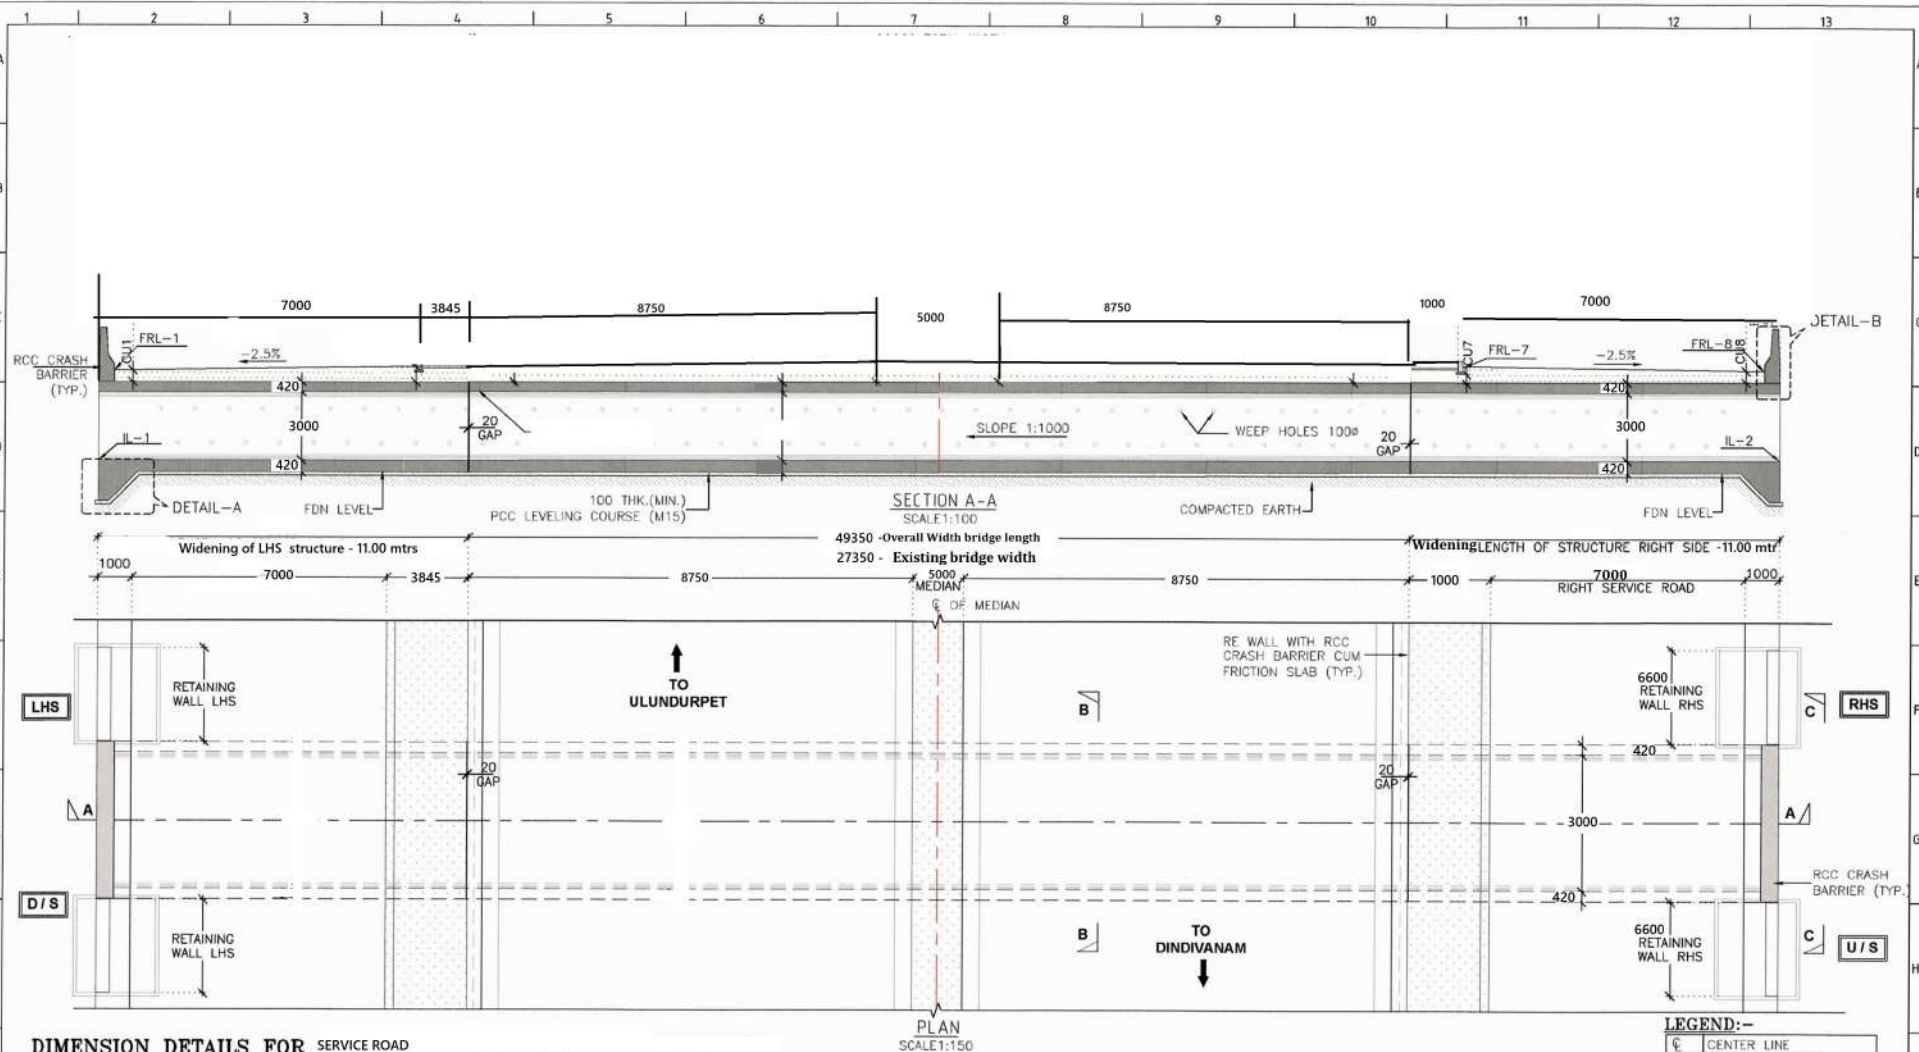 1 2 3 4 5 6 7 8 9 10 11 12 13
7000 3845 8750 5000 8750 1000 7000
DETAIL-B
FRL-1 CU1 -2.5% CU7 FRL-7 -2.5% FRL-8 CU8
RCC CRASH
BARRIER
(TYP.)
420 420
3000 20
GAP SLOPE 1:1000 WEEP HOLES 100ø 20
GAP 3000
IL-1 IL-2
420 420
DETAIL-A FDN LEVEL 100 THK.(MIN.)
PCC LEVELING COURSE (M15)
SECTION A-A
SCALE1:100
COMPACTED EARTH FDN LEVEL
Widening of LHS structure - 11.00 mtrs
49350 -Overall Width bridge length
27350 - Existing bridge width
Widening LENGTH OF STRUCTURE RIGHT SIDE -11.00 mtr
1000 7000 3845 8750 5000
MEDIAN 8750 1000 7000 1000
RIGHT SERVICE ROAD
℄ OF MEDIAN
RE WALL WITH RCC
CRASH BARRIER CUM
FRICTION SLAB (TYP.)
LHS
RETAINING
WALL LHS
TO
ULUNDURPET
B
6600
RETAINING
WALL RHS
C
RHS
420
20
GAP
20
GAP
A
3000
A
RCC CRASH
BARRIER (TYP.)
420
D / S
RETAINING
WALL LHS
B
TO
DINDIVANAM
6600
RETAINING
WALL RHS
C
U / S
PLAN
SCALE1:150
LEGEND:-
℄ CENTER LINE
DIMENSION DETAILS FOR SERVICE ROAD